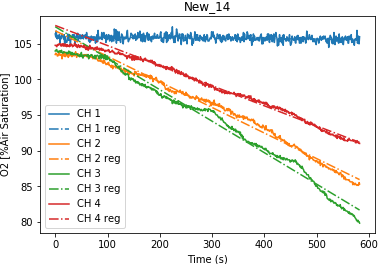 New_14
O2 [%Air Saturation]
105
100
95
90
85
80
CH 1
CH 1 reg
CH 2
CH 2 reg
CH 3
CH 3 reg
CH 4
CH 4 reg
0 100 200 300 400 500 600
Time (s)